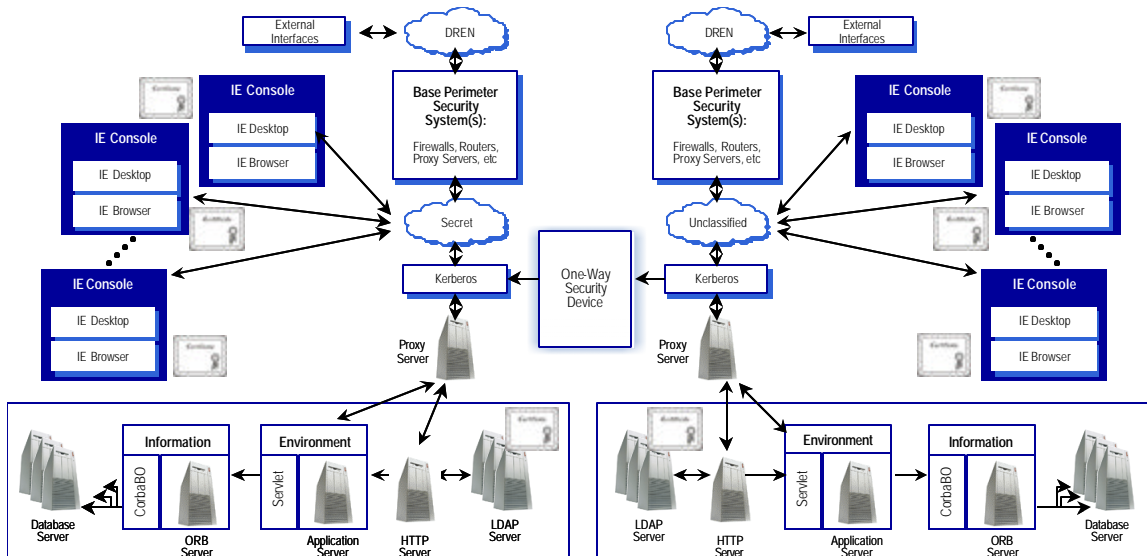 External
Interfaces
DREN
DREN
External
Interfaces
Base Perimeter
Security
System(s):
Firewalls, Routers,
Proxy Servers, etc
Base Perimeter
Security
System(s):
Firewalls, Routers,
Proxy Servers, etc
IE Console
IE Desktop
IE Browser
IE Console
IE Desktop
IE Browser
IE Console
IE Desktop
IE Browser
IE Console
IE Desktop
IE Browser
IE Console
IE Desktop
IE Browser
IE Console
IE Desktop
IE Browser
Secret
Unclassified
Kerberos
One-Way
Security
Device
Kerberos
Proxy
Server
Proxy
Server
Database
Server
Information
CorbaBO
ORB
Server
Environment
Servlet
Application
Server
HTTP
Server
LDAP
Server
LDAP
Server
HTTP
Server
Environment
Servlet
Application
Server
Information
CorbaBO
ORB
Server
Database
Server